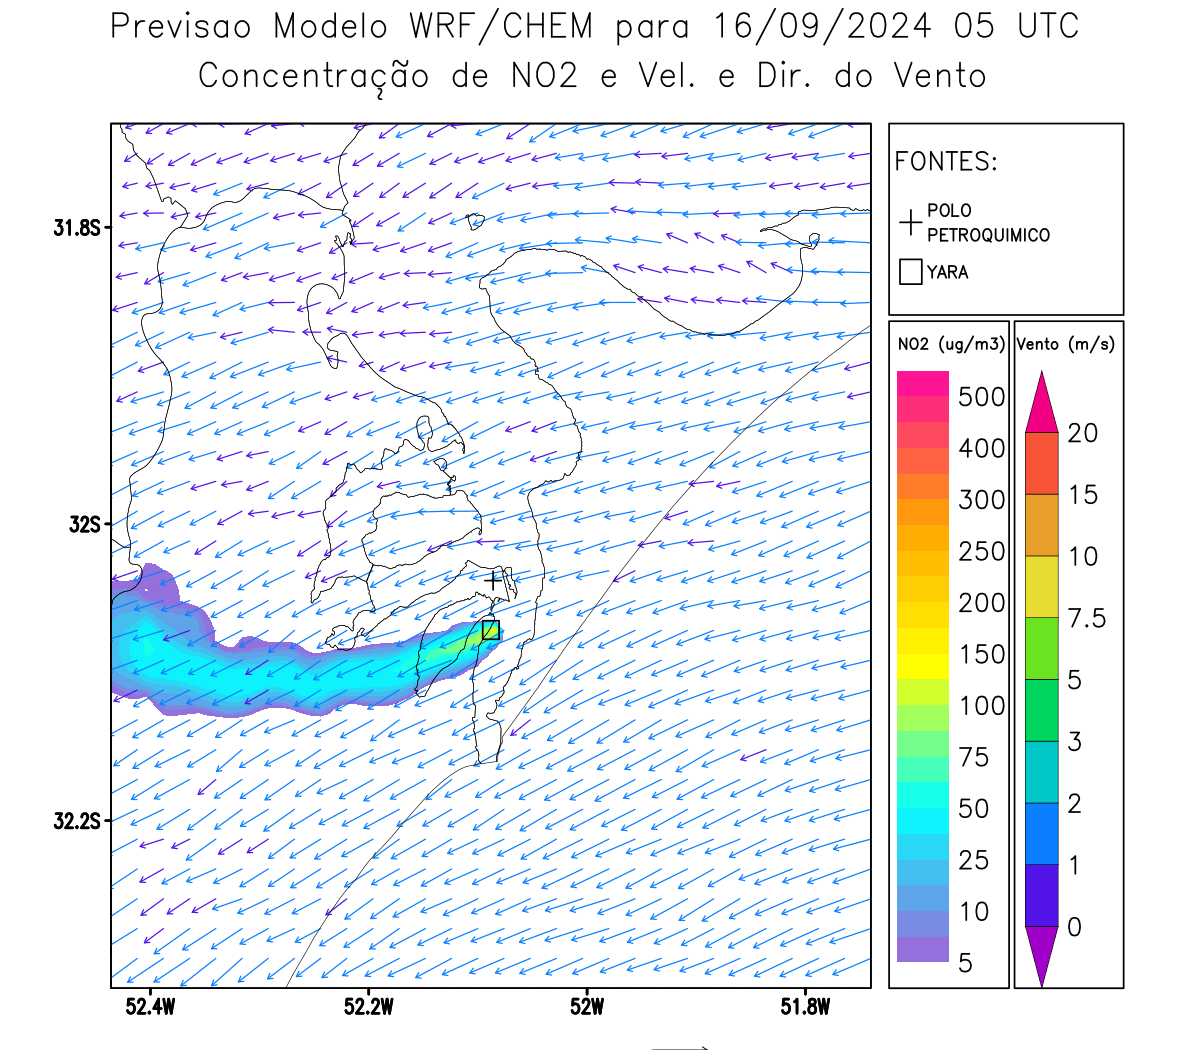 Previsao Modelo WRF/CHEM para 16/09/2024 05 UTC
Concentração de NO2 e Vel. e Dir. do Vento
FONTES:
POLO
PETROQUIMICO
YARA
NO2 (ug/m3)
500
400
300
250
200
150
100
75
50
25
10
5
Vento (m/s)
20
15
10
7.5
5
3
2
1
0
31.8S
32S
32.2S
52.4W 52.2W 52W 51.8W